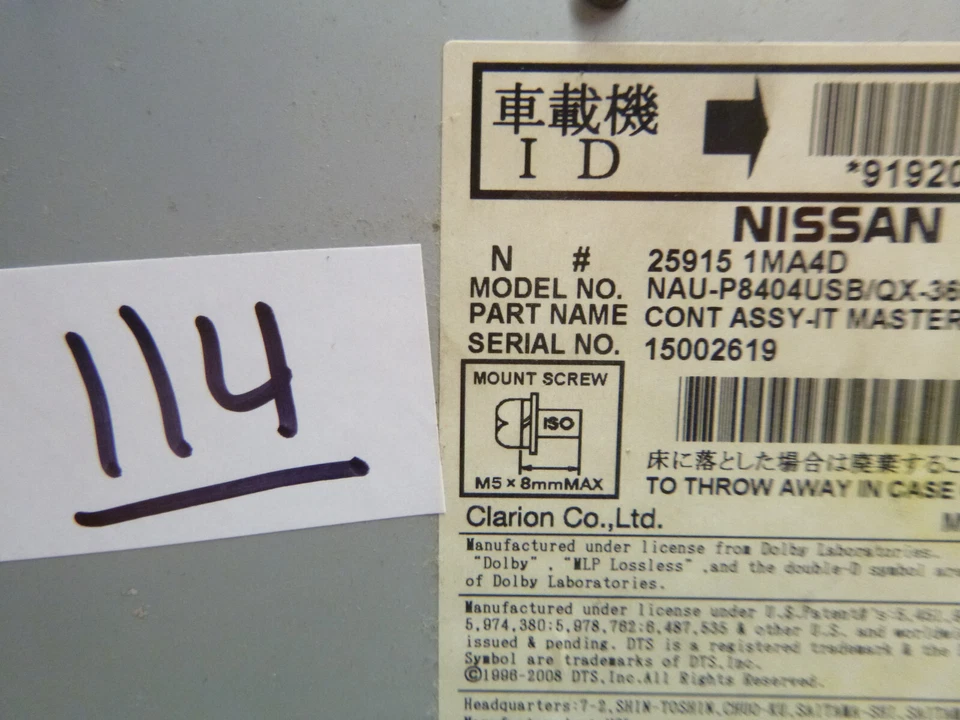 114
車載機
I D
*91920
NISSAN
N # 25915 1MA4D
MODEL NO. NAU-P8404USB/QX-36
PART NAME CONT ASSY-IT MASTER
SERIAL NO. 15002619
MOUNT SCREW
ISO
M5×8mmMAX
床に落とした場合は廃棄するこ
TO THROW AWAY IN CASE
Clarion Co.,Ltd.
Manufactured under license from Dolby Laboratories.
"Dolby", "MLP Lossless" ,and the double-D symbol are
of Dolby Laboratories.
Manufactured under license under U.S.Patent#'s:5,452,
5,974,380:5,978,762:6,487,535 & other U.S. and
issued & pending. DTS is a registered trademark & the
Symbol are trademarks of DTS,Inc.
©1996-2008 DTS,Inc.All Rights Reserved.
Headquarters:7-2,SHIN-TOSHIN,CHUO-KU,SAITAMA-SHI,